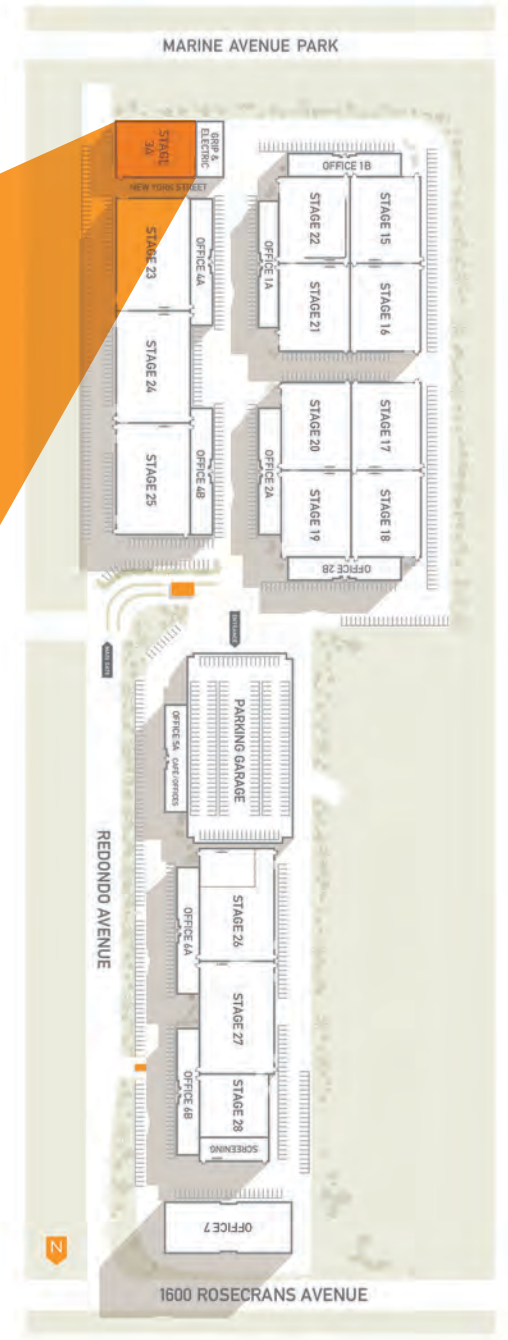 MARINE AVENUE PARK
STAGE
GRIP &
ELECTRIC
NEW YORK STREET
OFFICE 1B
STAGE 23
OFFICE 4A
OFFICE 1A
STAGE 22
STAGE 15
STAGE 21
STAGE 16
STAGE 24
STAGE 25
OFFICE 4B
OFFICE 2A
STAGE 20
STAGE 17
STAGE 19
STAGE 18
OFFICE 2B
ENTRANCE
MAIN GATE
OFFICE 5A CAFÉ/OFFICES
PARKING GARAGE
REDONDO AVENUE
OFFICE 6A
STAGE 26
STAGE 27
OFFICE 6B
STAGE 28
SCREENING
OFFICE 7
N
1600 ROSECRANS AVENUE